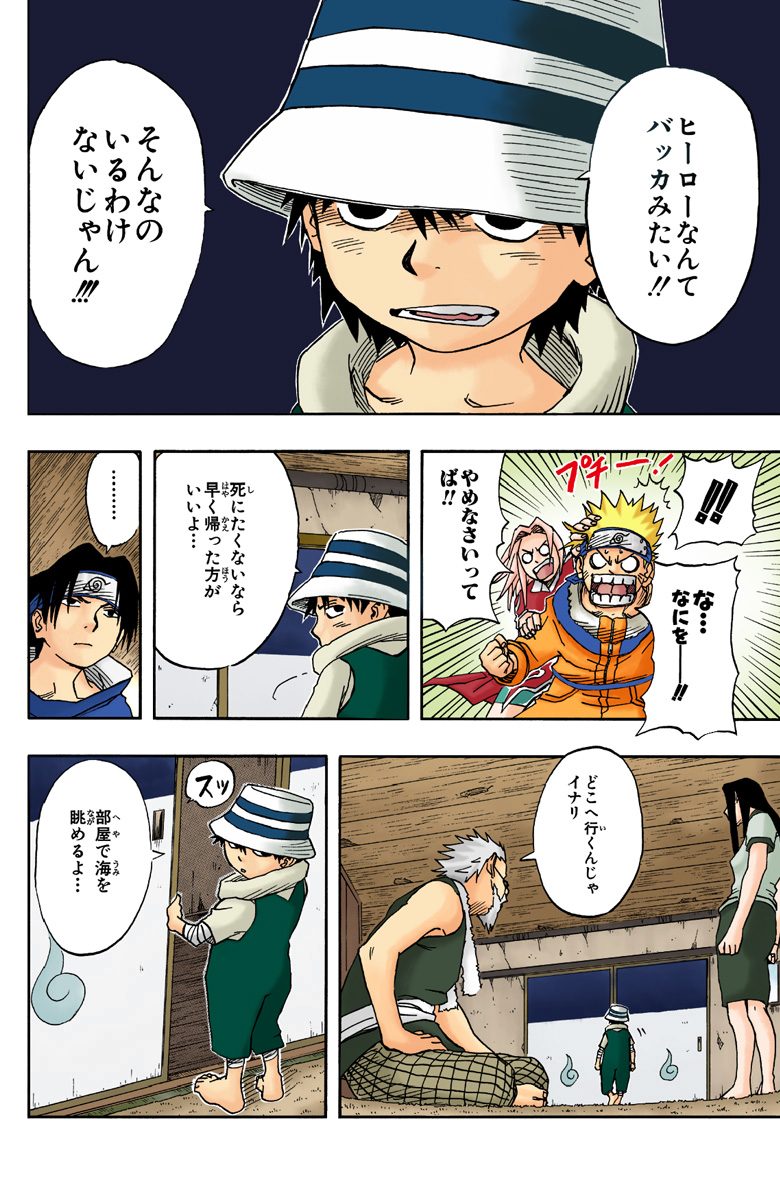 ヒーローなんて
バッカみたい!!
そんなの
いるわけ
ないじゃん!!!
!!
な…
なにを──!!
プチー!
やめなさいって
ば!!
死にたくないなら
早く帰った方が
いいよ…
………
どこへ行くんじゃ
イナリ
スッ
部屋で海を
眺めるよ…